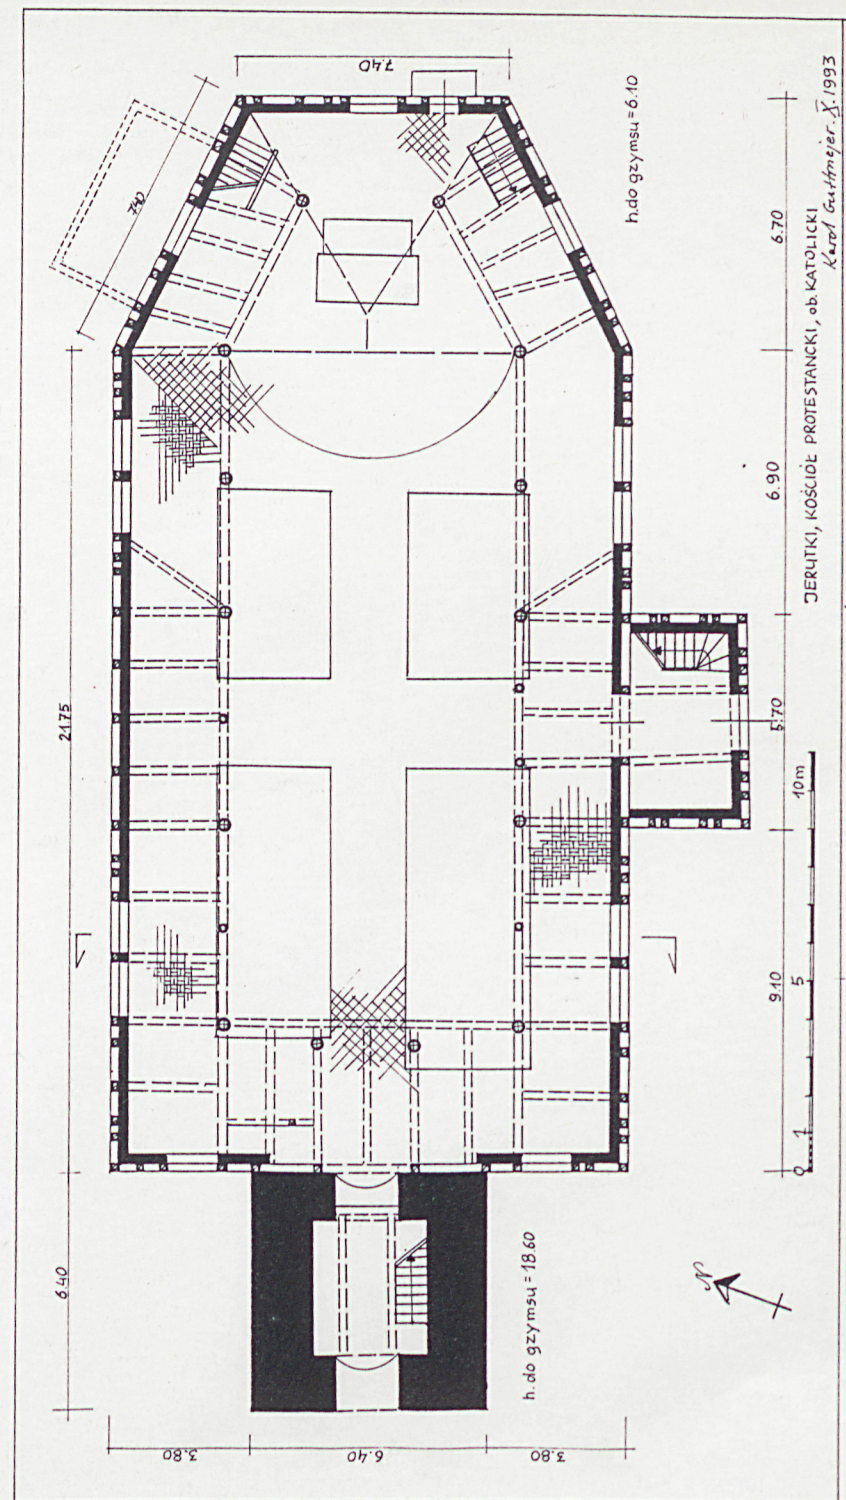 7.40
7.40
h.do gzymsu = 6.10
6.70
JERUTKI, KOŚCIÓŁ PROTESTANCKI, ob. KATOLICKI
Karol Guttmejer. X. 1993
6.90
21.75
5.70
10m
5
9.10
1
0
6.40
h. do gzymsu = 18.60
N
3.80
6.40
3.80